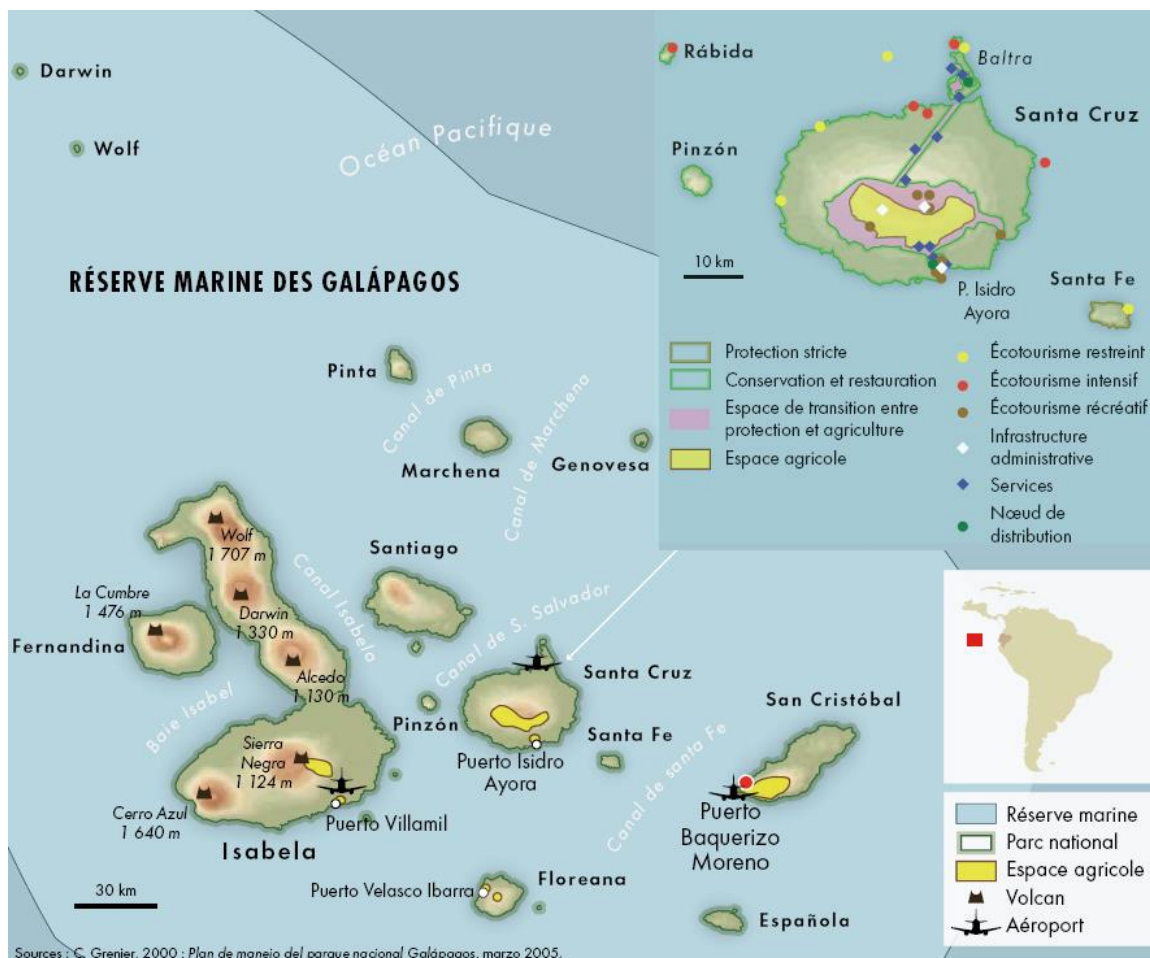 Darwin
Wolf
Océan Pacifique
RÉSERVE MARINE DES GALÁPAGOS
Pinta
Canal de Pinta
Marchena
Canal de Marchena
Genovesa
Wolf
1 707 m
Santiago
Canal Isabela
La Cumbre
1 476 m
Darwin
1 330 m
Fernandina
Canal de S. Salvador
Alcedo
1 130 m
Santa Cruz
Baie Isabel
Pinzón
San Cristóbal
Sierra
Negra
1 124 m
Puerto Isidro
Ayora
Santa Fe
Canal de santa Fe
Cerro Azul
1 640 m
Puerto Villamil
Isabela
Puerto
Baquerizo
Moreno
30 km
Puerto Velasco Ibarra
Floreana
Española
Sources : C. Grenier, 2000 ; Plan de manejo del parque nacional Galápagos, marzo 2005.
Rábida
Baltra
Santa Cruz
Pinzón
10 km
P. Isidro
Ayora
Santa Fe
Protection stricte
Conservation et restauration
Espace de transition entre
protection et agriculture
Espace agricole
Écotourisme restreint
Écotourisme intensif
Écotourisme récréatif
Infrastructure
administrative
Services
Nœud de
distribution
Réserve marine
Parc national
Espace agricole
Volcan
Aéroport